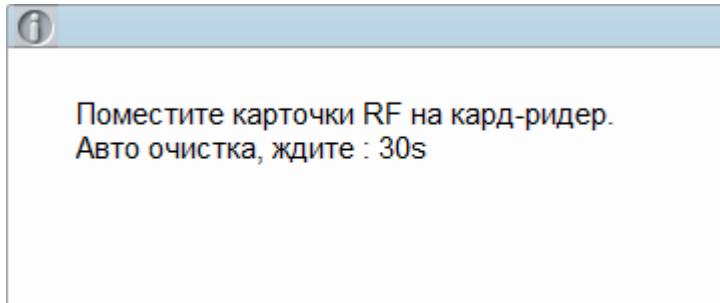 Поместите карточки RF на кард-ридер.
Авто очистка, ждите : 30s